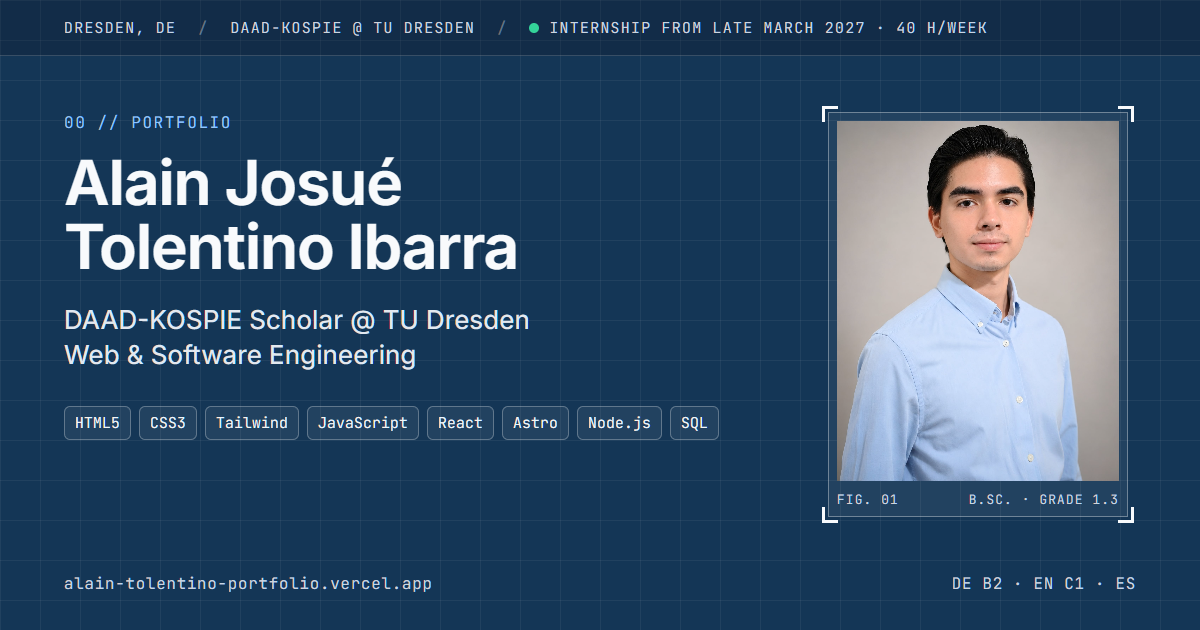 DRESDEN, DE / DAAD-KOSPIE @ TU DRESDEN / INTERNSHIP FROM LATE MARCH 2027 · 40 H/WEEK
00 // PORTFOLIO
Alain Josué
Tolentino Ibarra
DAAD-KOSPIE Scholar @ TU Dresden
Web & Software Engineering
HTML5 CSS3 Tailwind JavaScript React Astro Node.js SQL
FIG. 01 B.SC. · GRADE 1.3
alain-tolentino-portfolio.vercel.app DE B2 · EN C1 · ES